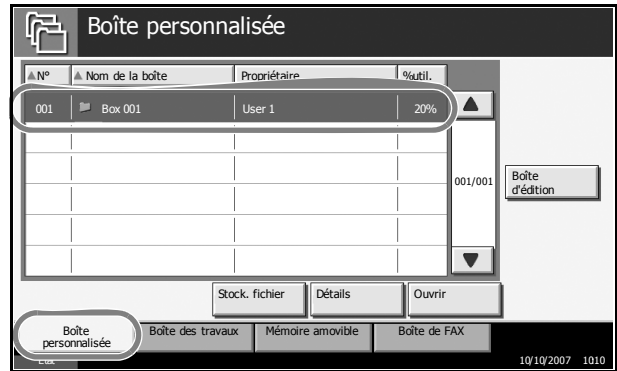 Boîte personnalisée
N° Nom de la boîte Propriétaire %util.
001 Box 001 User 1 20%
001/001
Boîte
d'édition
Stock. fichier Détails Ouvrir
Boîte
personnalisée
Boîte des travaux Mémoire amovible Boîte de FAX
10/10/2007 1010